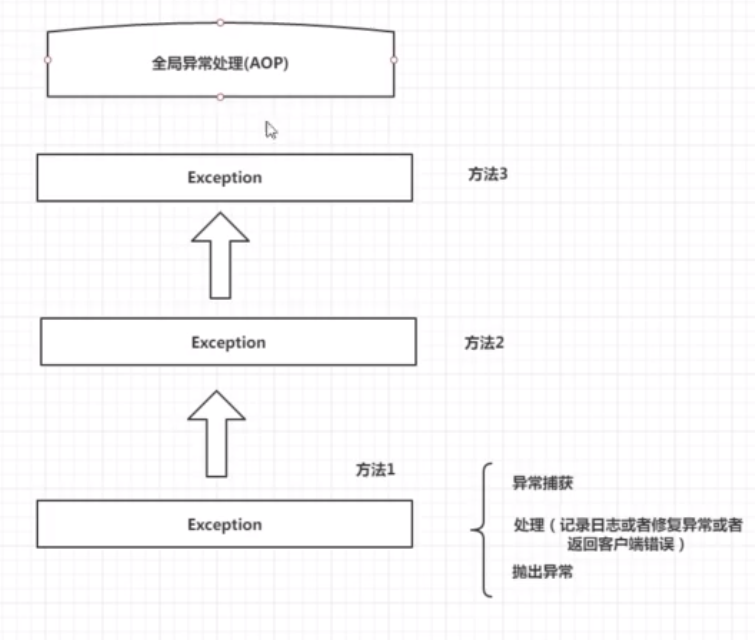 全局异常处理(AOP)
Exception
方法3
Exception
方法2
方法1
Exception
异常捕获
处理（记录日志或者修复异常或者
返回客户端错误）
抛出异常